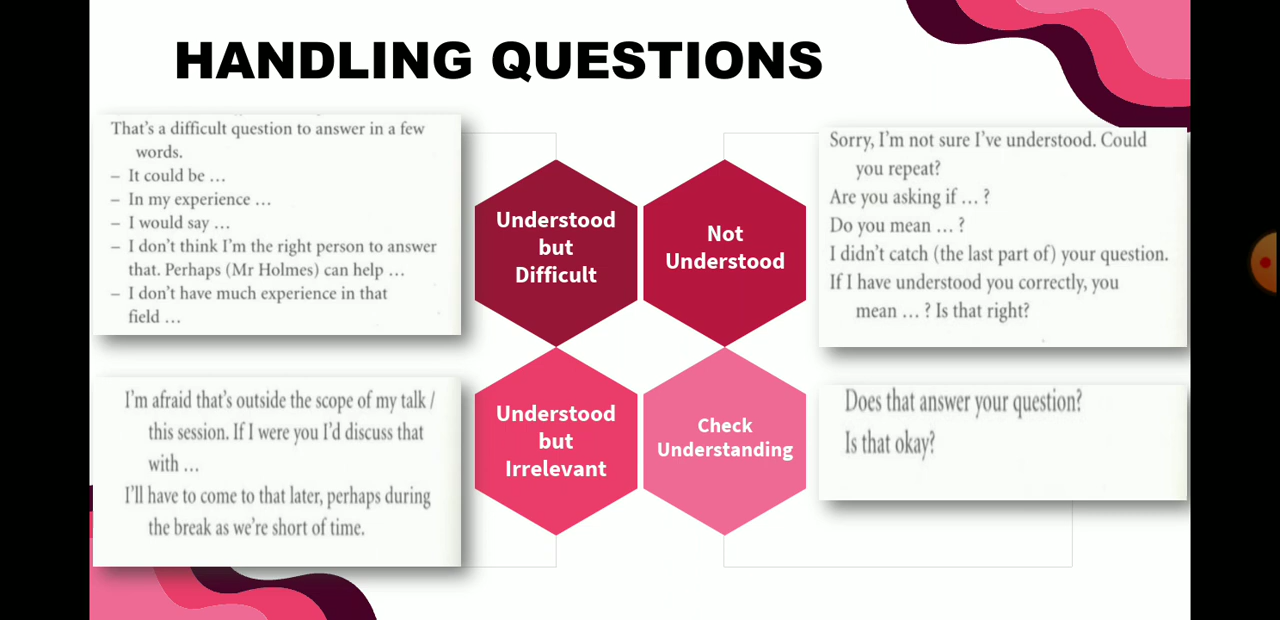 HANDLING QUESTIONS
That's a difficult question to answer in a few
words.
– It could be …
– In my experience …
– I would say …
– I don't think I'm the right person to answer
that. Perhaps (Mr Holmes) can help …
– I don't have much experience in that
field …
Understood
but
Difficult
Not
Understood
Sorry, I'm not sure I've understood. Could
you repeat?
Are you asking if … ?
Do you mean … ?
I didn't catch (the last part of) your question.
If I have understood you correctly, you
mean … ? Is that right?
I'm afraid that's outside the scope of my talk /
this session. If I were you I'd discuss that
with …
I'll have to come to that later, perhaps during
the break as we're short of time.
Understood
but
Irrelevant
Check
Understanding
Does that answer your question?
Is that okay?